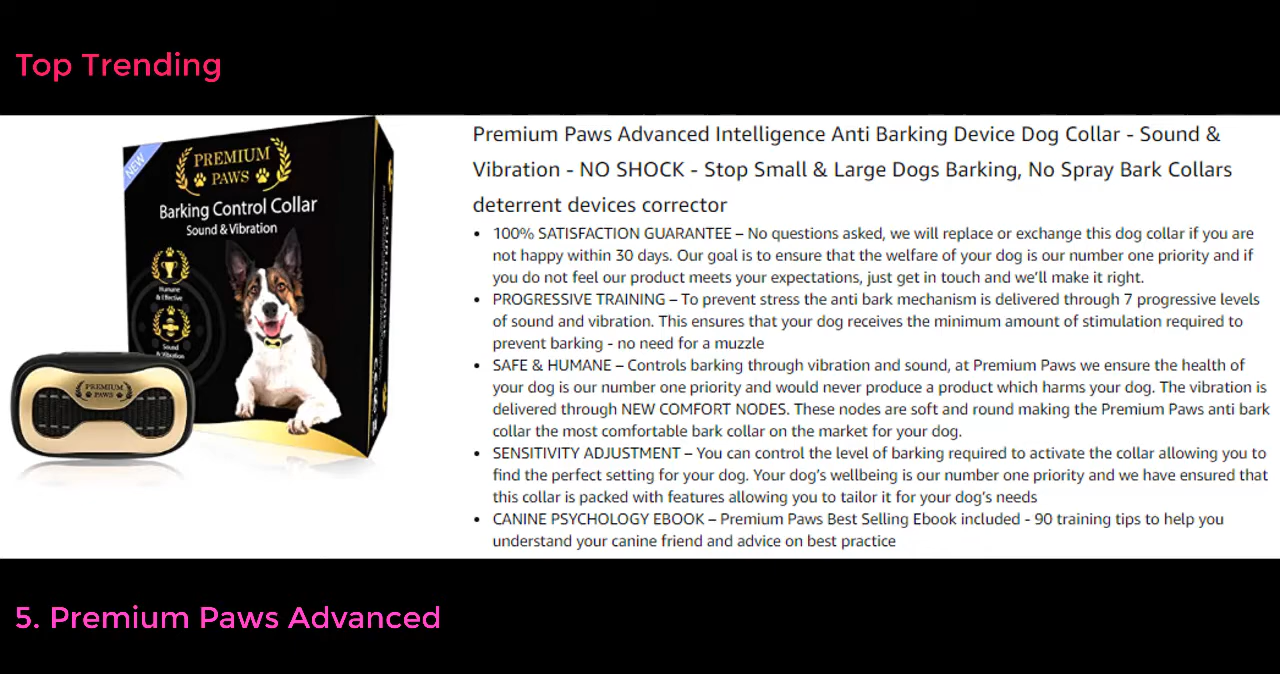 Top Trending
NEW
PREMIUM
PAWS
Barking Control Collar
Sound & Vibration
Humane
& Effective
Sound
& Vibration
PREMIUM
PAWS
Premium Paws Advanced Intelligence Anti Barking Device Dog Collar - Sound &
Vibration - NO SHOCK - Stop Small & Large Dogs Barking, No Spray Bark Collars
deterrent devices corrector
• 100% SATISFACTION GUARANTEE – No questions asked, we will replace or exchange this dog collar if you are
not happy within 30 days. Our goal is to ensure that the welfare of your dog is our number one priority and if
you do not feel our product meets your expectations, just get in touch and we’ll make it right.
• PROGRESSIVE TRAINING – To prevent stress the anti bark mechanism is delivered through 7 progressive levels
of sound and vibration. This ensures that your dog receives the minimum amount of stimulation required to
prevent barking - no need for a muzzle
• SAFE & HUMANE – Controls barking through vibration and sound, at Premium Paws we ensure the health of
your dog is our number one priority and would never produce a product which harms your dog. The vibration is
delivered through NEW COMFORT NODES. These nodes are soft and round making the Premium Paws anti bark
collar the most comfortable bark collar on the market for your dog.
• SENSITIVITY ADJUSTMENT – You can control the level of barking required to activate the collar allowing you to
find the perfect setting for your dog. Your dog’s wellbeing is our number one priority and we have ensured that
this collar is packed with features allowing you to tailor it for your dog’s needs
• CANINE PSYCHOLOGY EBOOK – Premium Paws Best Selling Ebook included - 90 training tips to help you
understand your canine friend and advice on best practice
5. Premium Paws Advanced